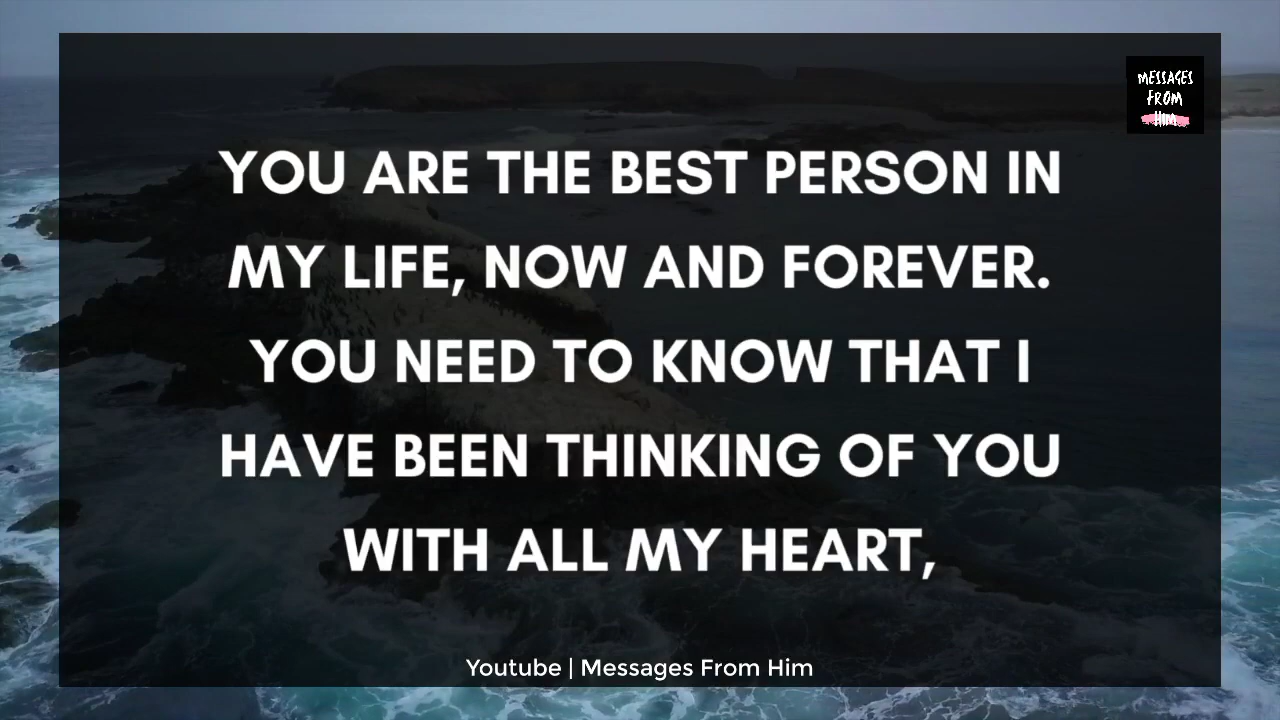 MESSAGES
FROM
HIM
YOU ARE THE BEST PERSON IN
MY LIFE, NOW AND FOREVER.
YOU NEED TO KNOW THAT I
HAVE BEEN THINKING OF YOU
WITH ALL MY HEART,
Youtube | Messages From Him